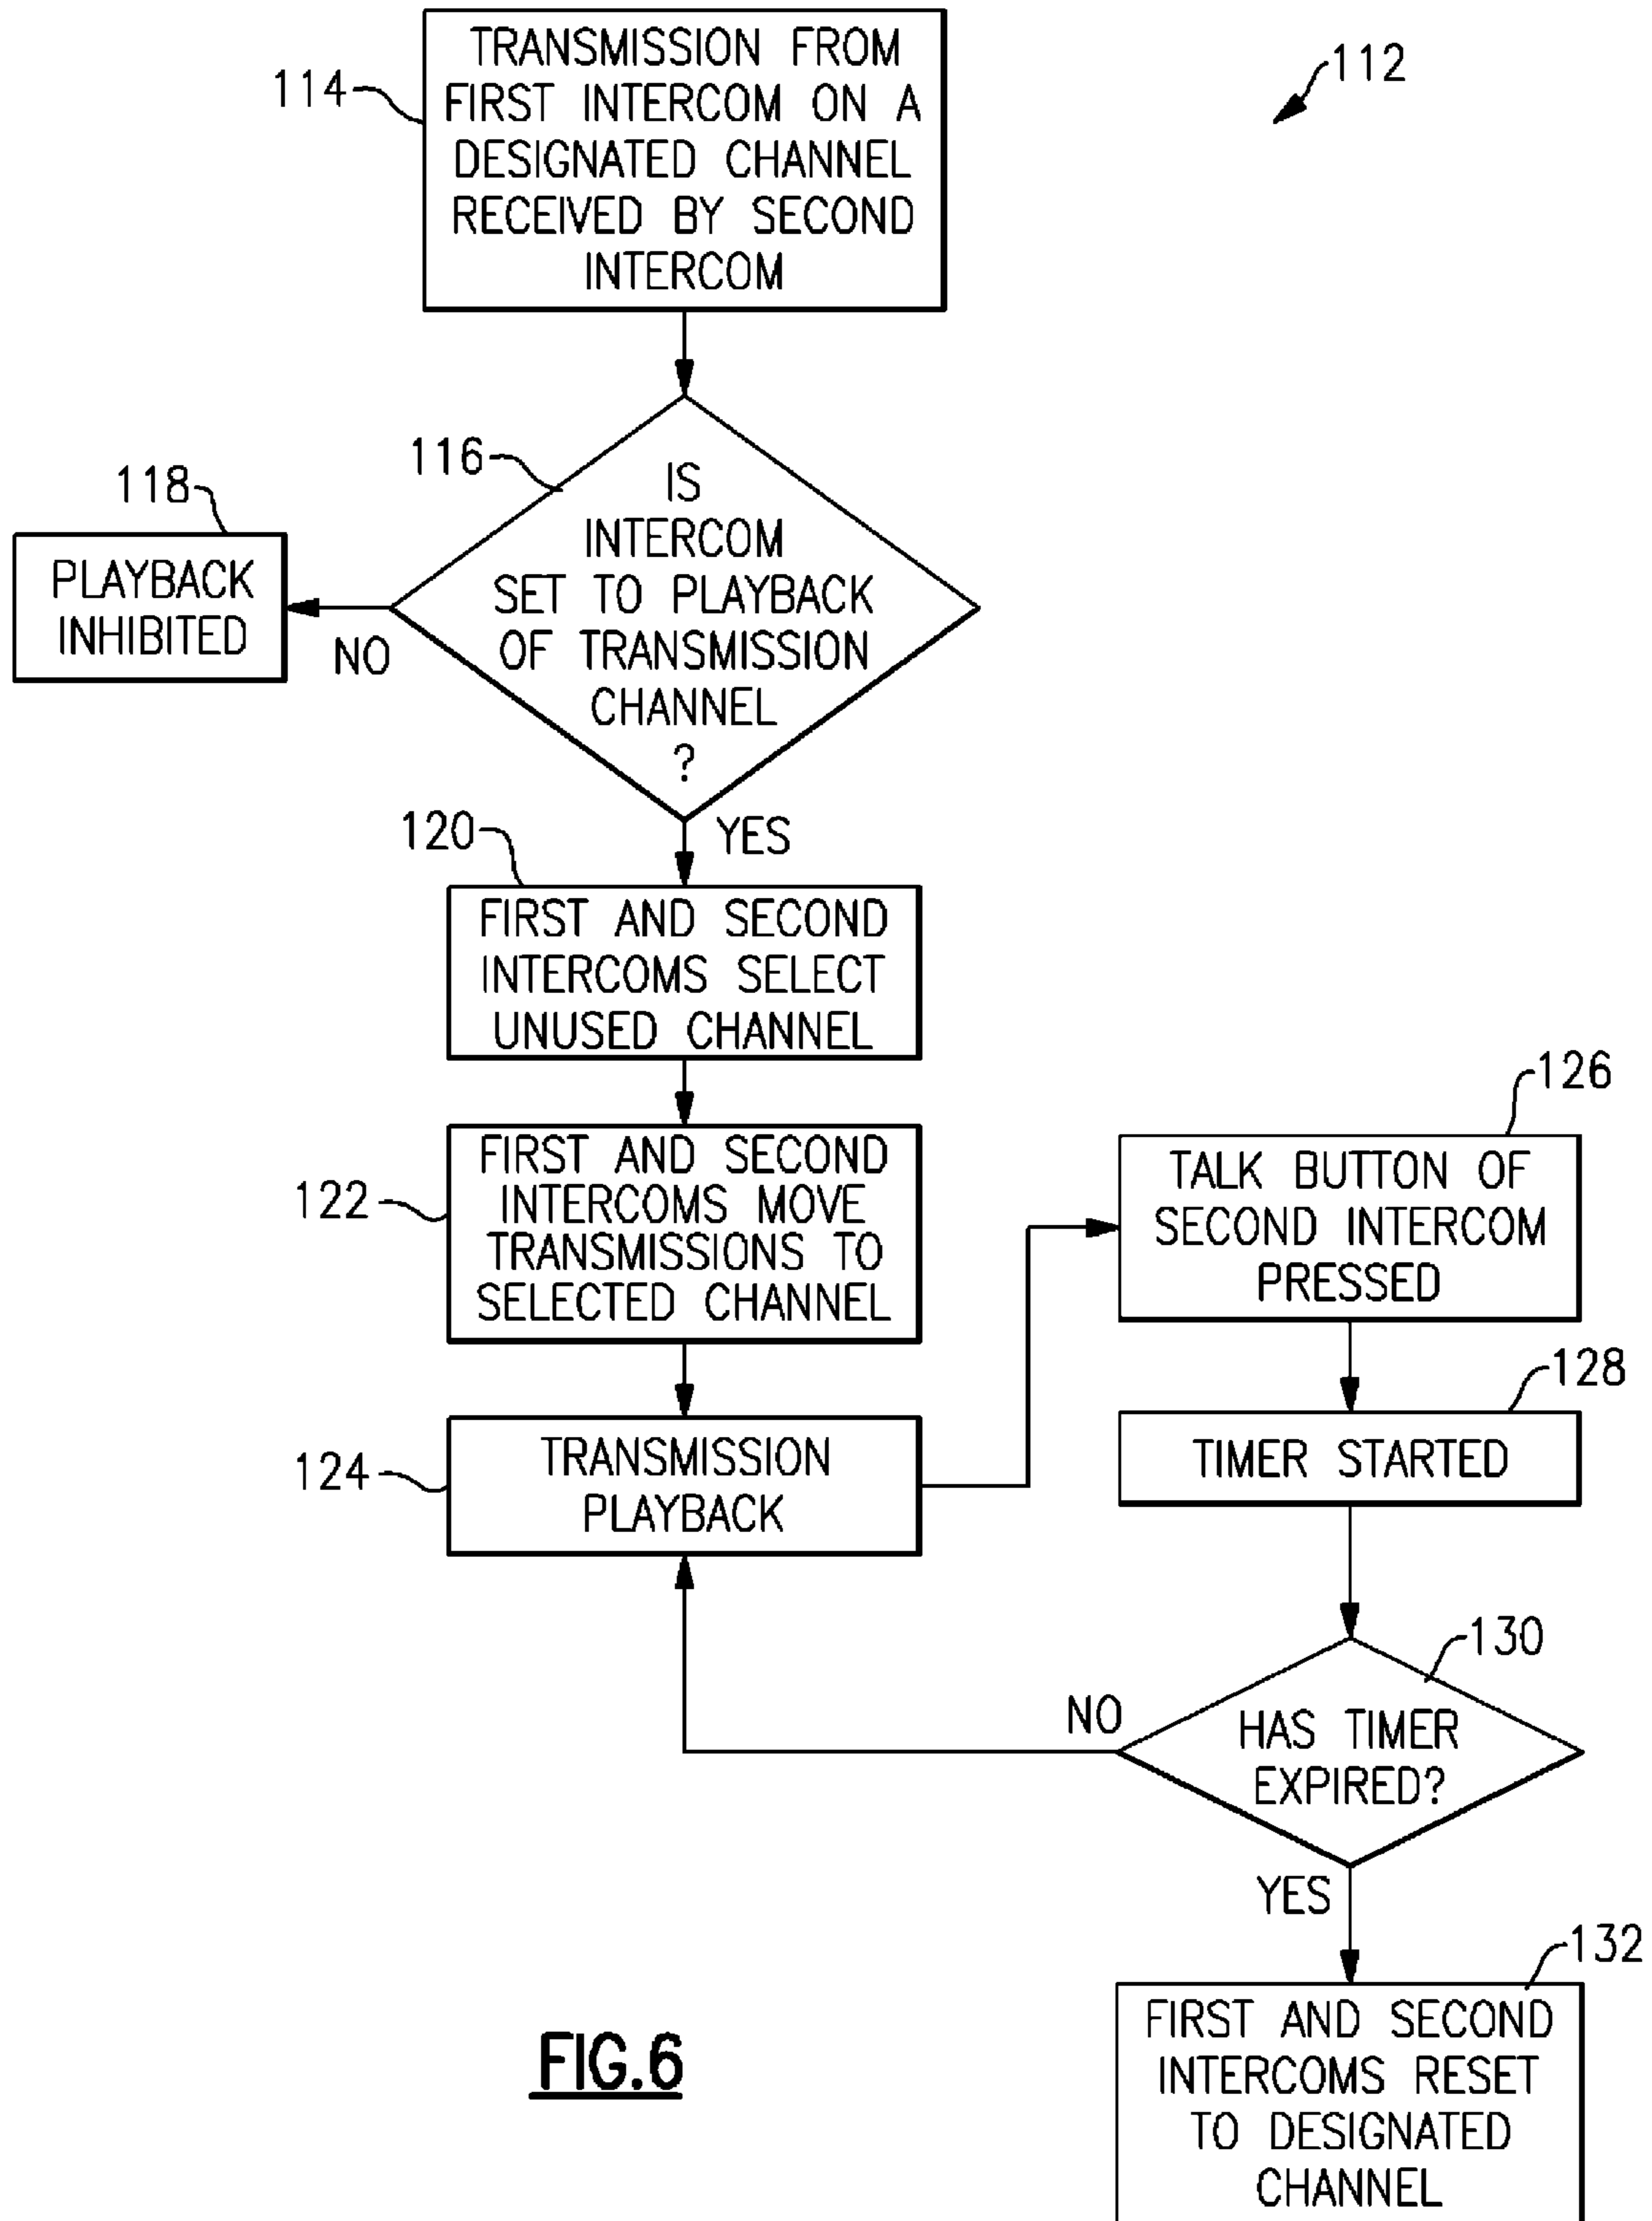 TRANSMISSION FROM
FIRST INTERCOM ON A
DESIGNATED CHANNEL
RECEIVED BY SECOND
INTERCOM
114
112
116
IS
INTERCOM
SET TO PLAYBACK
OF TRANSMISSION
CHANNEL
?
118
PLAYBACK
INHIBITED
NO
YES
120
FIRST AND SECOND
INTERCOMS SELECT
UNUSED CHANNEL
122
FIRST AND SECOND
INTERCOMS MOVE
TRANSMISSIONS TO
SELECTED CHANNEL
124
TRANSMISSION
PLAYBACK
126
TALK BUTTON OF
SECOND INTERCOM
PRESSED
128
TIMER STARTED
130
HAS TIMER
EXPIRED?
NO
YES
132
FIRST AND SECOND
INTERCOMS RESET
TO DESIGNATED
CHANNEL
FIG.6